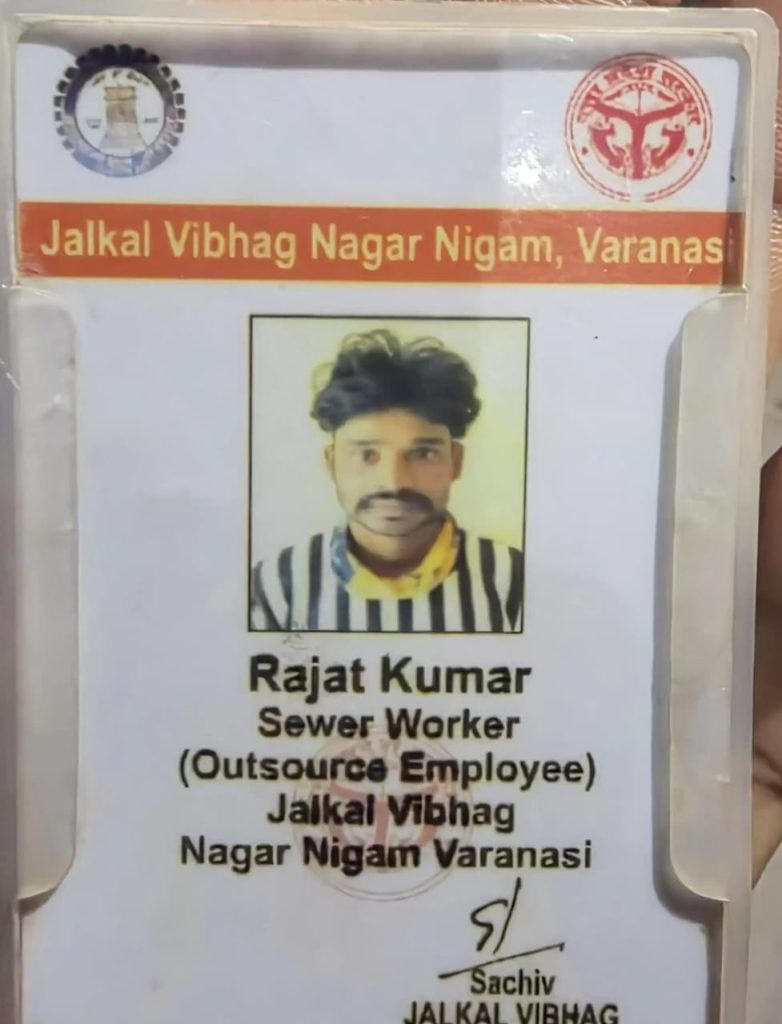 Jalkal Vibhag Nagar Nigam, Varanasi
Rajat Kumar
Sewer Worker
(Outsource Employee)
Jalkal Vibhag
Nagar Nigam Varanasi
Sachiv
JALKAL VIBHAG